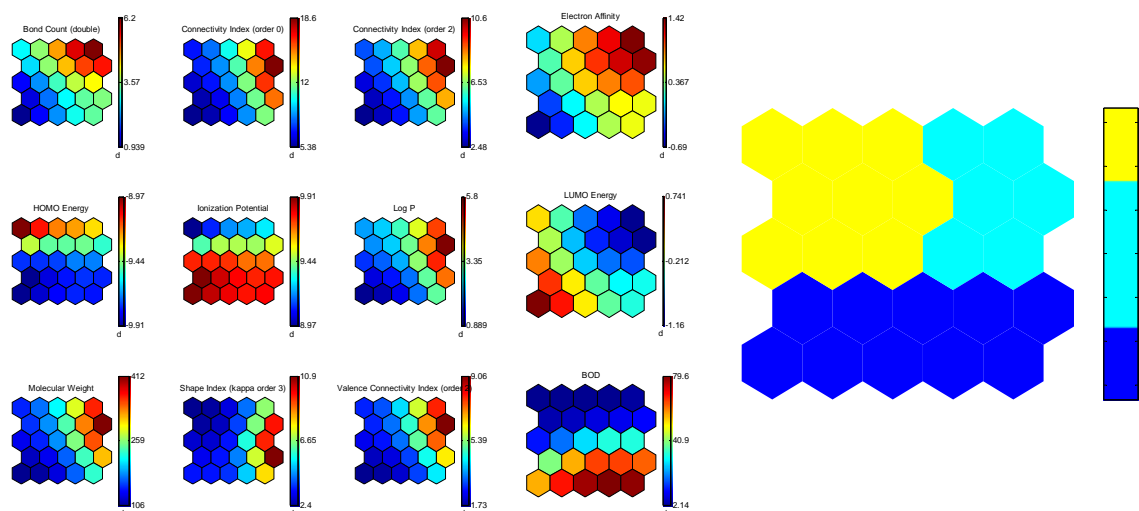 Bond Count (double)
6.2
3.57
0.939
d
Connectivity Index (order 0)
18.6
12
5.38
d
Connectivity Index (order 2)
10.6
6.53
2.48
d
Electron Affinity
1.42
0.367
-0.69
d
HOMO Energy
-8.97
-9.44
-9.91
d
Ionization Potential
9.91
9.44
8.97
d
Log P
5.8
3.35
0.889
d
LUMO Energy
0.741
-0.212
-1.16
d
Molecular Weight
412
259
106
Shape Index (kappa order 3)
10.9
6.65
2.4
Valence Connectivity Index (order
9.06
5.39
1.73
BOD
79.6
40.9
2.14